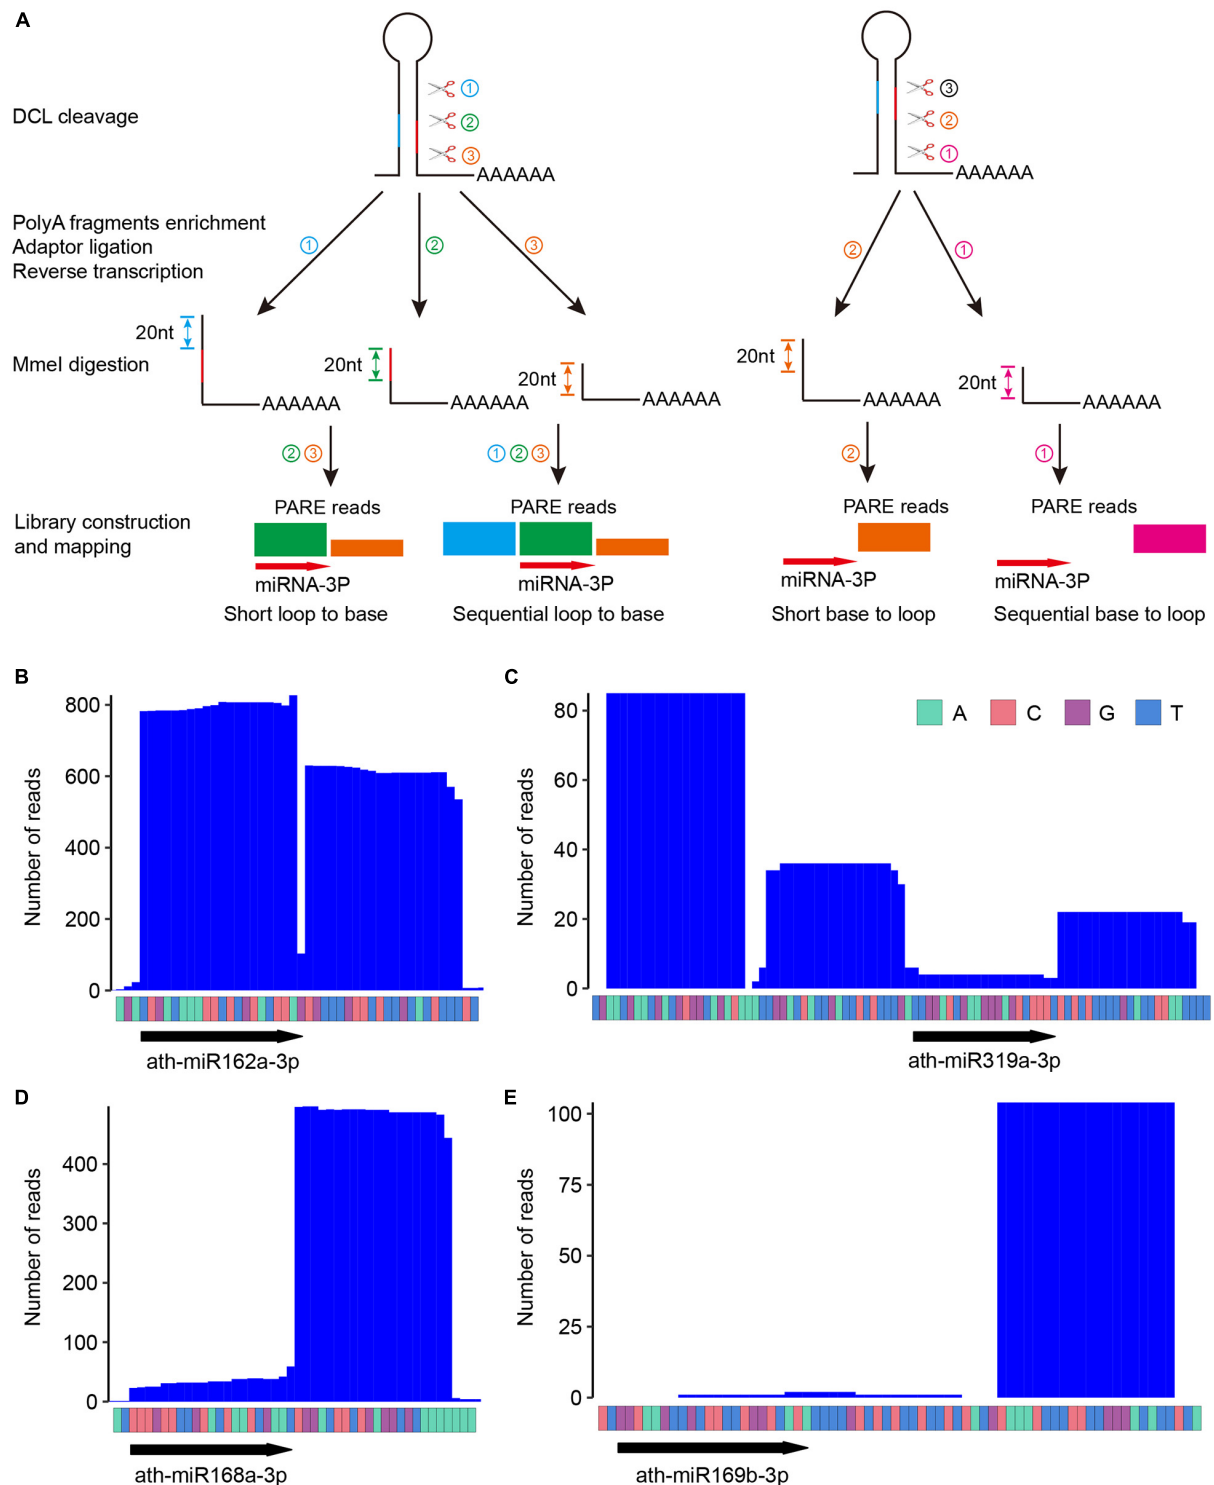 A
DCL cleavage
① ② ③
AAAAAA
③ ② ①
AAAAAA
PolyA fragments enrichment
Adaptor ligation
Reverse transcription
① ② ③
② ①
MmeI digestion
20nt
AAAAAA
20nt
AAAAAA
20nt
AAAAAA
20nt
AAAAAA
20nt
AAAAAA
② ③
① ② ③
②
①
Library construction
and mapping
PARE reads
miRNA-3P
Short loop to base
PARE reads
miRNA-3P
Sequential loop to base
PARE reads
miRNA-3P
Short base to loop
PARE reads
miRNA-3P
Sequential base to loop
B
Number of reads
800
600
400
200
0
ath-miR162a-3p
C
Number of reads
80
60
40
20
0
A C G T
ath-miR319a-3p
D
Number of reads
400
300
200
100
0
ath-miR168a-3p
E
Number of reads
100
75
50
25
0
ath-miR169b-3p